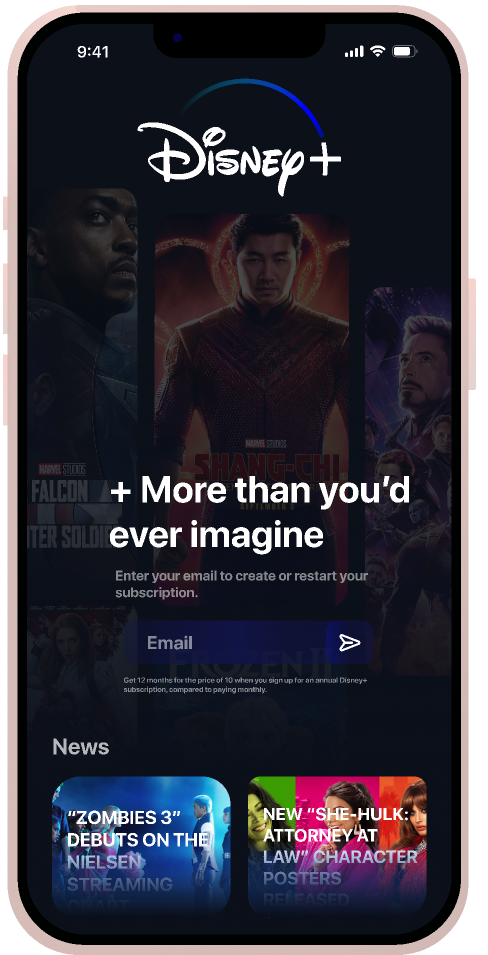 9:41
Disney+
MARVEL STUDIOS
SHANG-CHI
SEPTEMBER 3
MARVEL STUDIOS
FALCON
TER SOLDIE
+ More than you’d
ever imagine
Enter your email to create or restart your
subscription.
Email
FROZEN II
Get 12 months for the price of 10 when you sign up for an annual Disney+
subscription, compared to paying monthly.
News
“ZOMBIES 3”
DEBUTS ON THE
NIELSEN
STREAMING
CHART
NEW “SHE-HULK:
ATTORNEY AT
LAW” CHARACTER
POSTERS
RELEASED